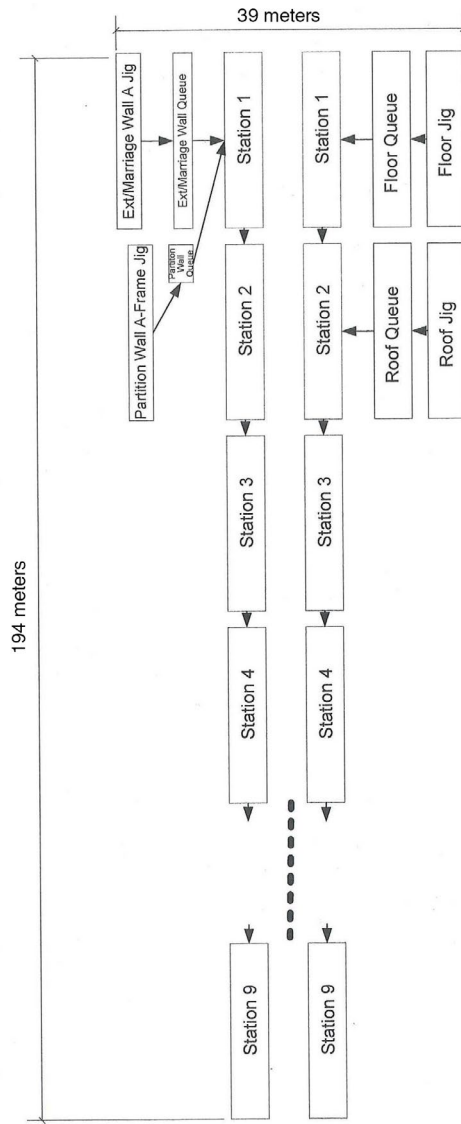 39 meters
194 meters
Ext/Marriage Wall A Jig
Ext/Marriage Wall Queue
Partition Wall A-Frame Jig
Partiton
Wall
Queue
Station 1
Station 2
Station 3
Station 4
Station 9
Station 1
Station 2
Station 3
Station 4
Station 9
Floor Queue
Roof Queue
Floor Jig
Roof Jig